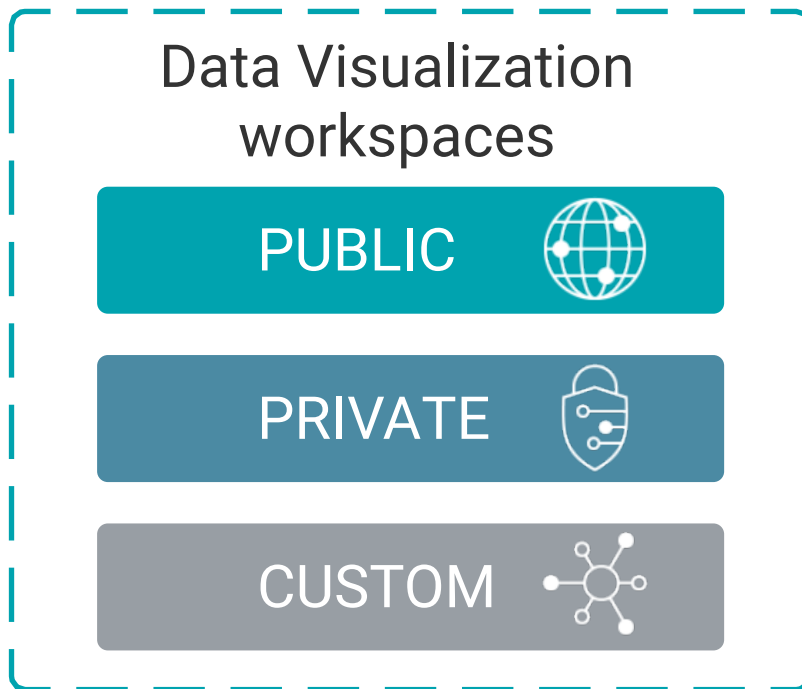 Data Visualization
workspaces
PUBLIC
PRIVATE
CUSTOM